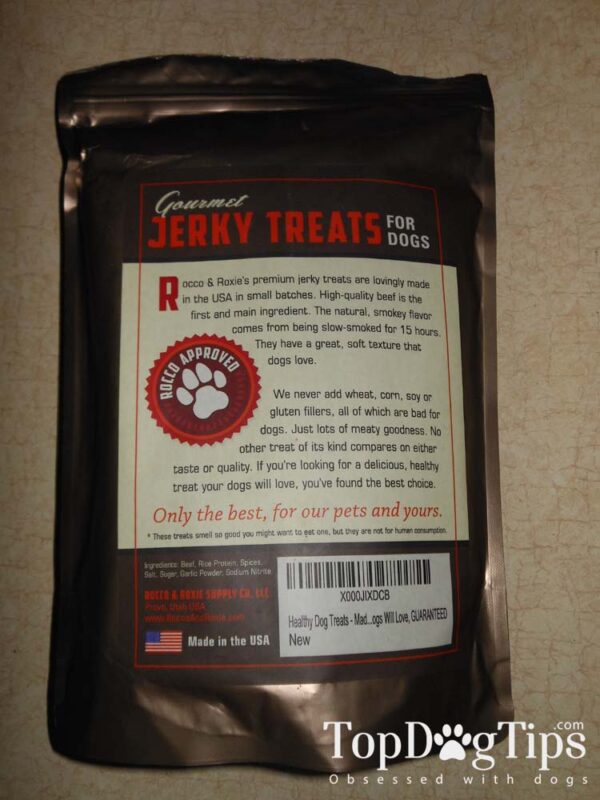 Gourmet
JERKY TREATS FOR DOGS
Rocco & Roxie's premium jerky treats are lovingly made
in the USA in small batches. High-quality beef is the
first and main ingredient. The natural, smokey flavor
comes from being slow-smoked for 15 hours.
They have a great, soft texture that
dogs love.
ROCCO APPROVED
We never add wheat, corn, soy or
gluten fillers, all of which are bad for
dogs. Just lots of meaty goodness. No
other treat of its kind compares on either
taste or quality. If you're looking for a delicious, healthy
treat your dogs will love, you've found the best choice.
Only the best, for our pets and yours.
* These treats smell so good you might want to eat one, but they are not for human consumption.
Ingredients: Beef, Rice Protein, Spices,
Salt, Sugar, Garlic Powder, Sodium Nitrite
ROCCO & ROXIE SUPPLY CO. LLC
Provo, Utah USA
www.RoccoAndRoxie.com
Made in the USA
X000JIXDCB
Healthy Dog Treats - Mad...ogs Will Love, GUARANTEED
New
TopDogTips.com
Obsessed with dogs